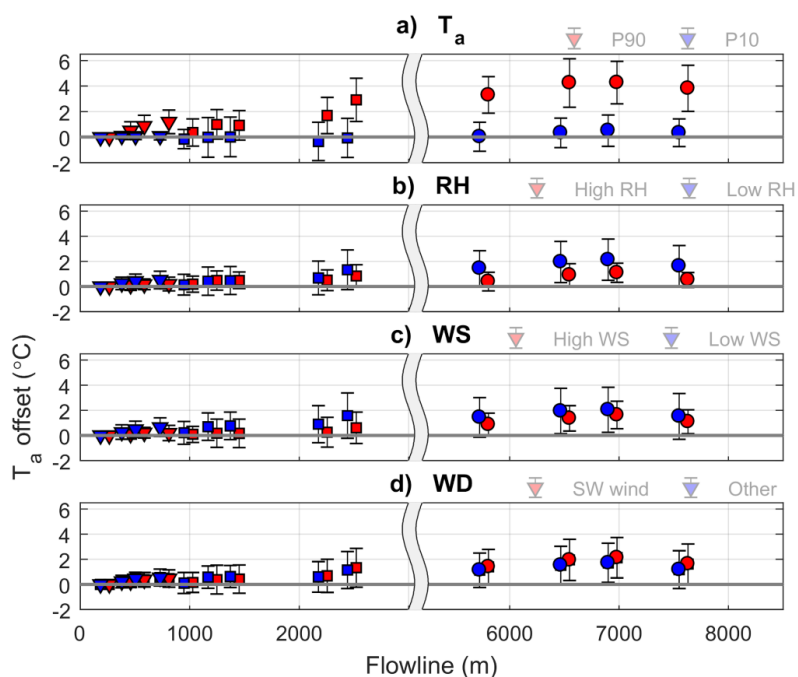 a) Ta
P90 P10
6
4
2
0
-2
b) RH
High RH Low RH
6
4
2
0
-2
c) WS
High WS Low WS
6
4
2
0
-2
d) WD
SW wind Other
6
4
2
0
-2
Ta offset (°C)
0 1000 2000 6000 7000 8000
Flowline (m)